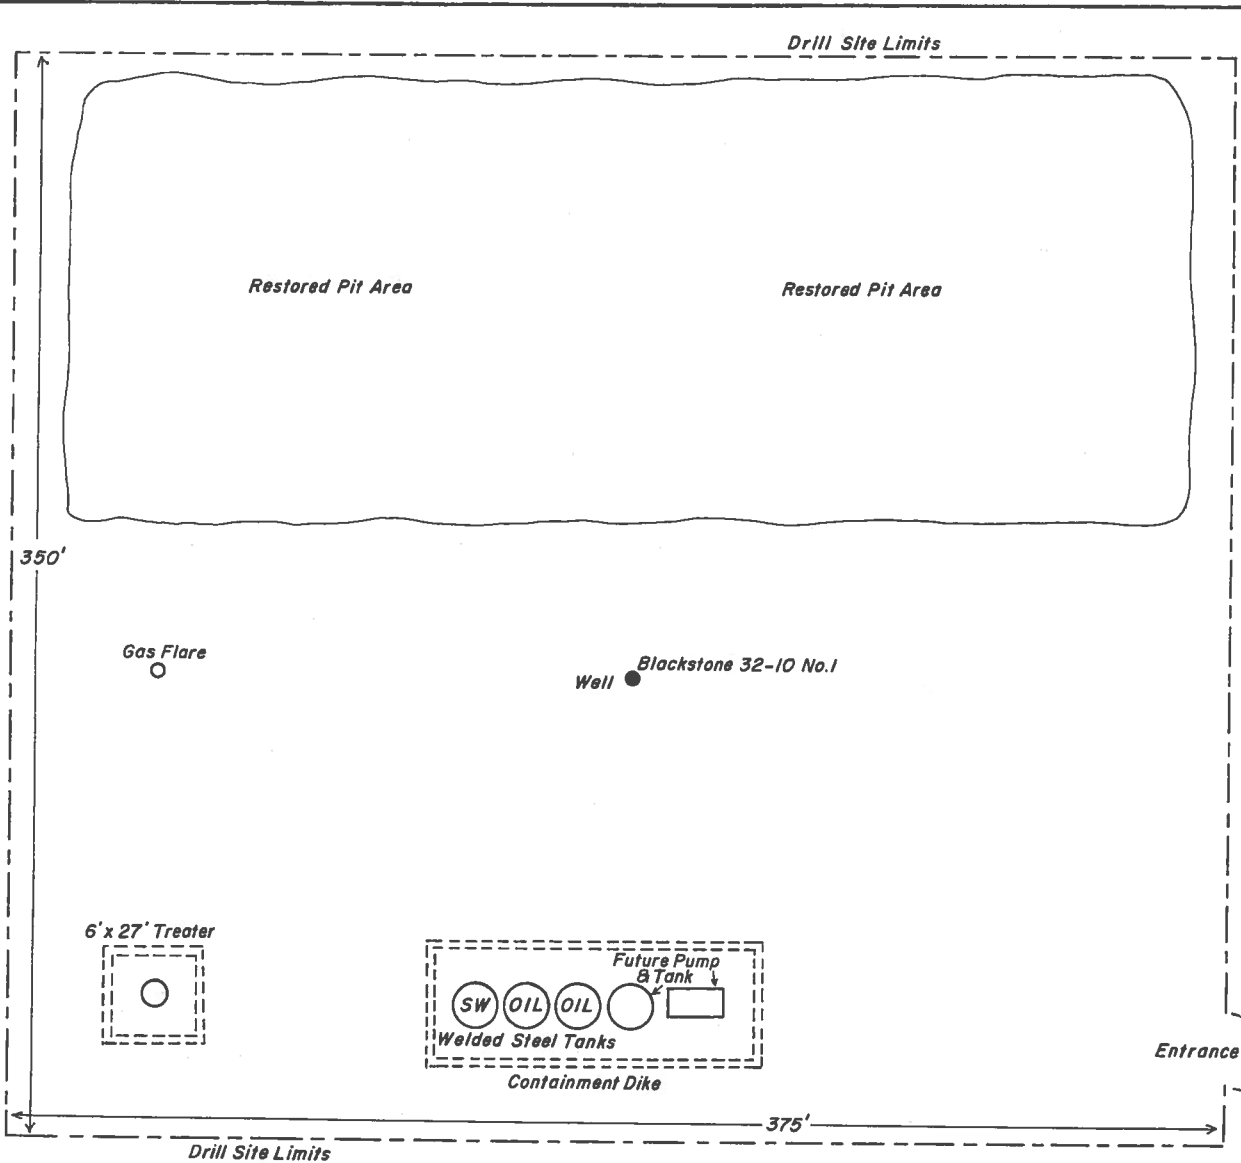 Drill Site Limits
Restored Pit Area
Restored Pit Area
350'
Gas Flare
Blackstone 32-10 No.1
Well
6' x 27' Treater
Future Pump
& Tank
SW
OIL
OIL
Welded Steel Tanks
Entrance
Containment Dike
375'
Drill Site Limits